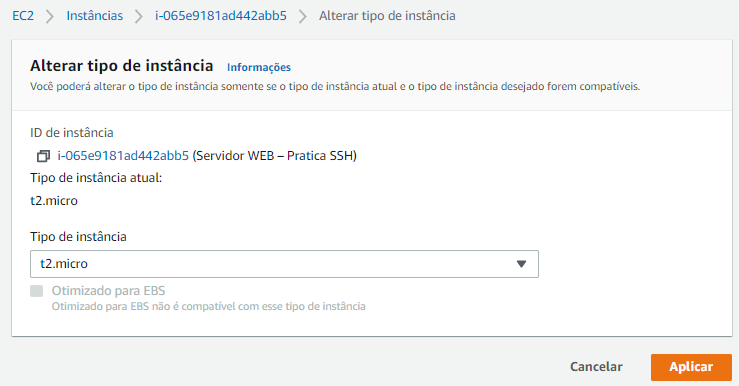 EC2 > Instâncias > i-065e9181ad442abb5 > Alterar tipo de instância
Alterar tipo de instância Informações
Você poderá alterar o tipo de instância somente se o tipo de instância atual e o tipo de instância desejado forem compatíveis.
ID de instância
i-065e9181ad442abb5 (Servidor WEB – Pratica SSH)
Tipo de instância atual:
t2.micro
Tipo de instância
t2.micro
Otimizado para EBS
Otimizado para EBS não é compatível com esse tipo de instância
Cancelar Aplicar